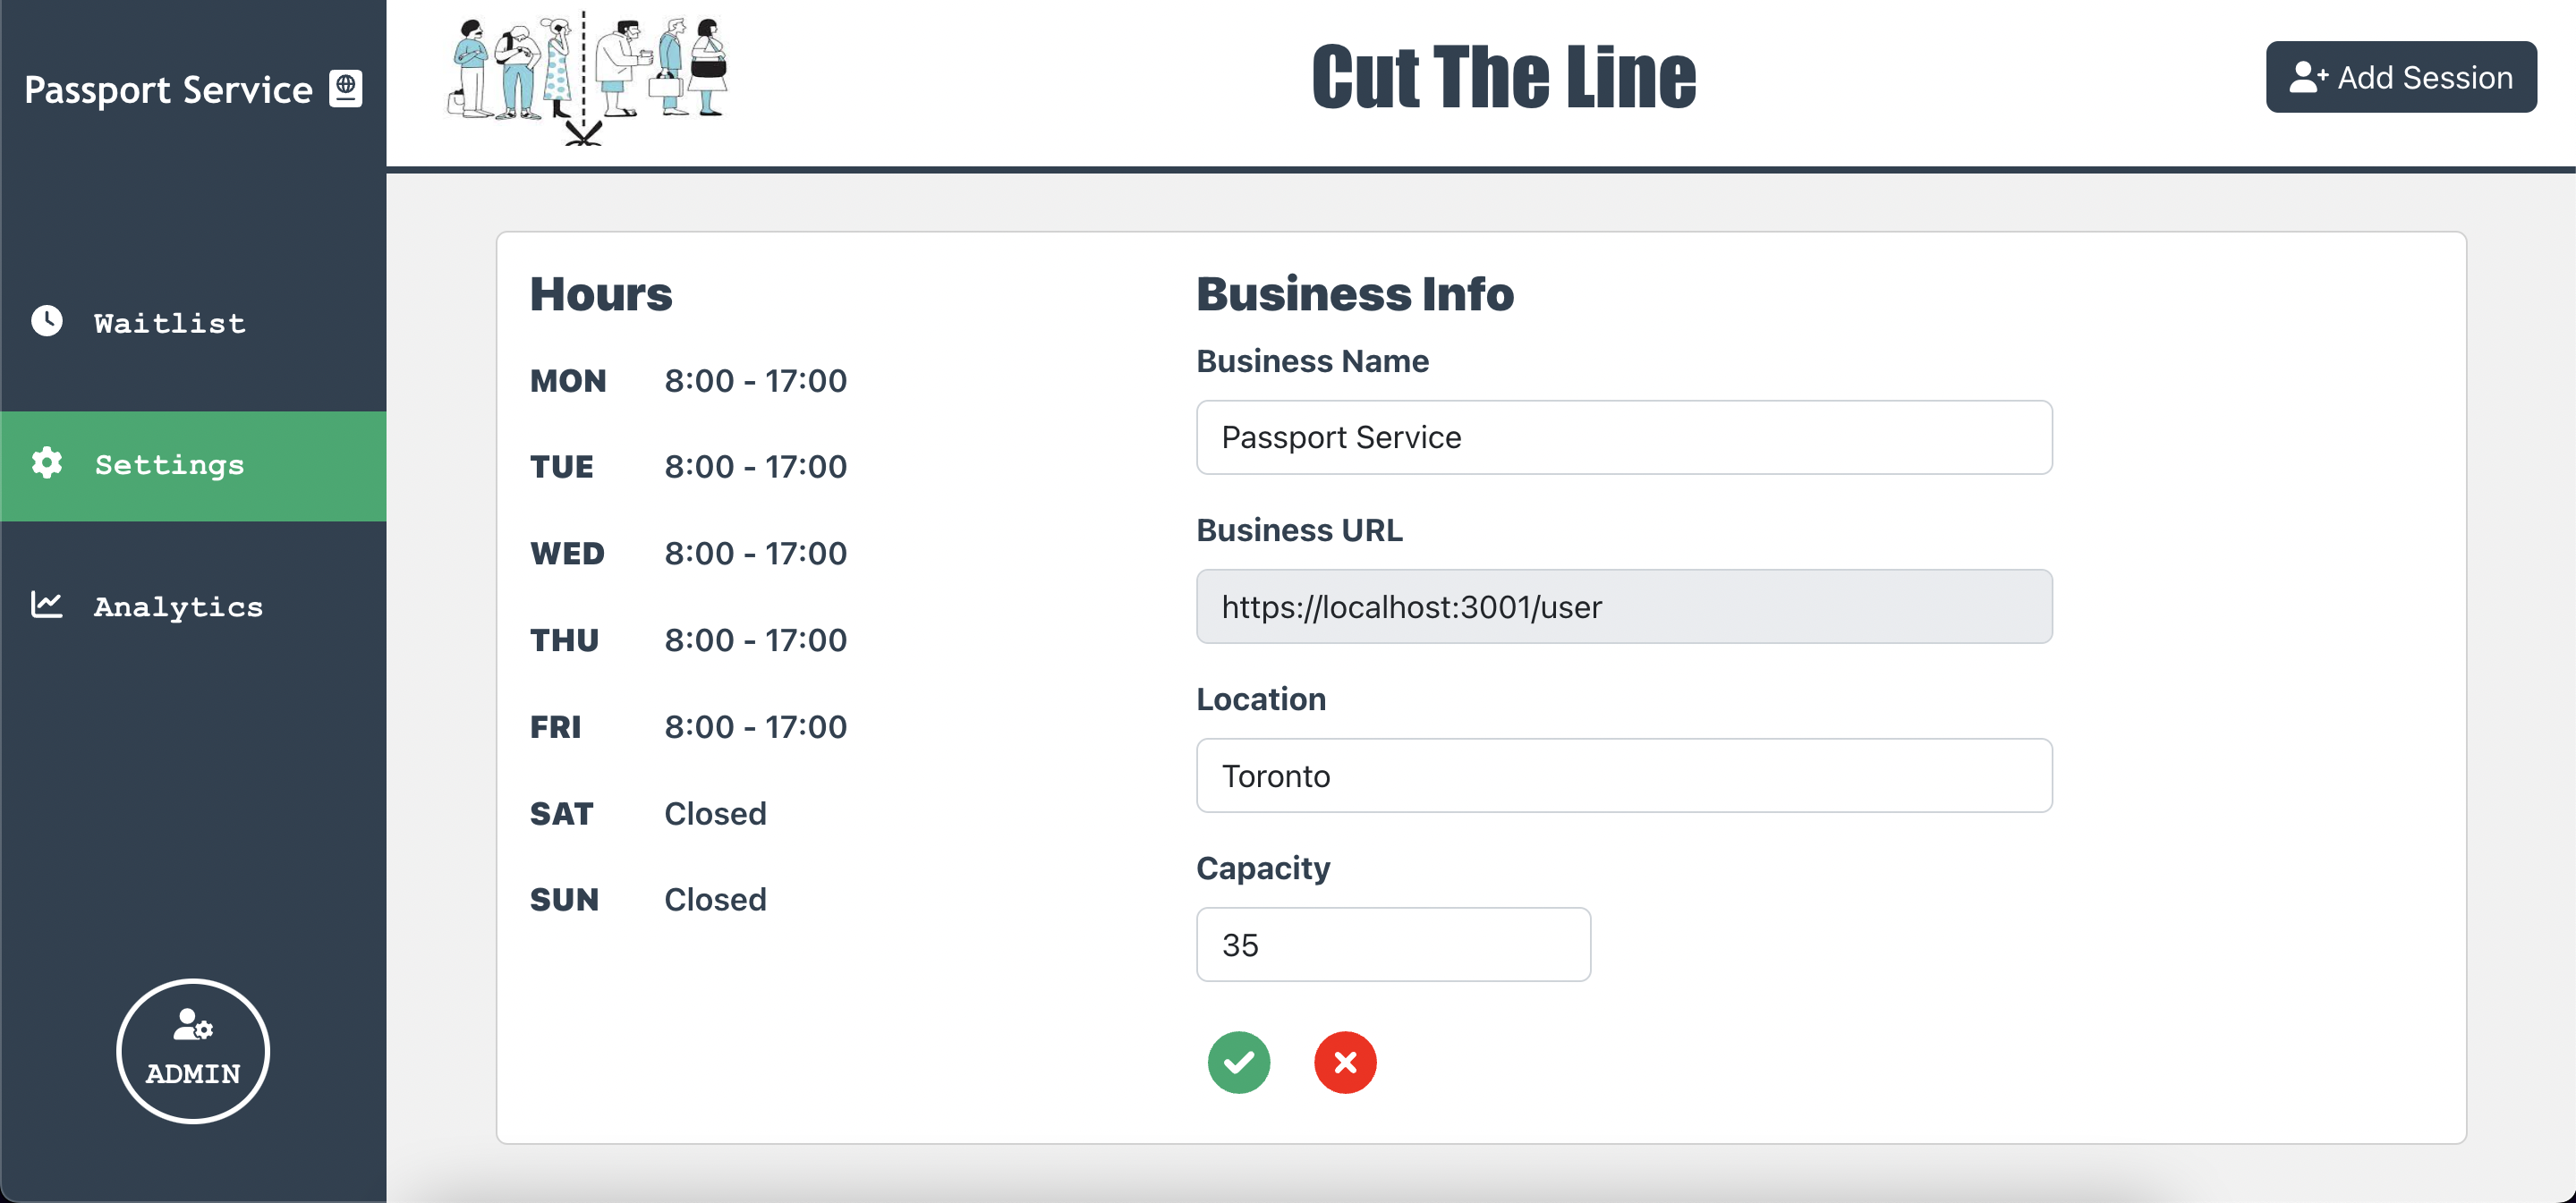 Passport Service
Cut The Line
Add Session
Waitlist
Settings
Analytics
ADMIN
Hours
MON 8:00 - 17:00
TUE 8:00 - 17:00
WED 8:00 - 17:00
THU 8:00 - 17:00
FRI 8:00 - 17:00
SAT Closed
SUN Closed
Business Info
Business Name
Passport Service
Business URL
https://localhost:3001/user
Location
Toronto
Capacity
35